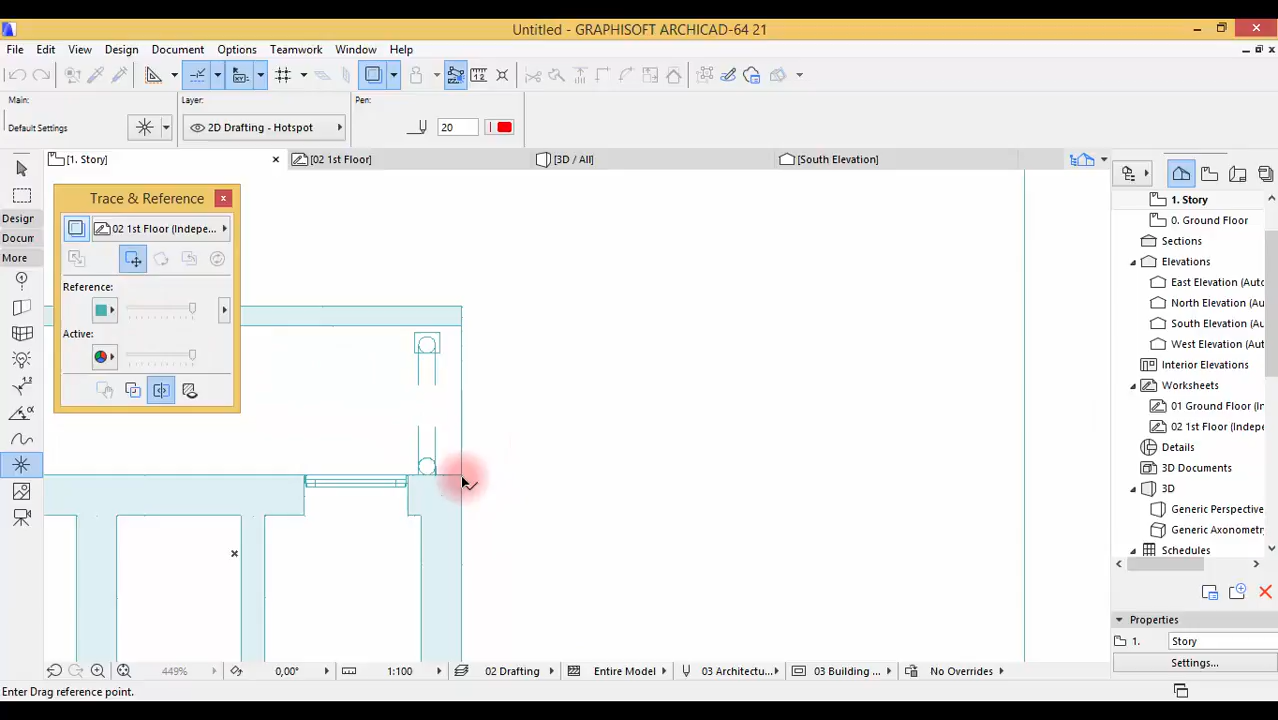 Untitled - GRAPHISOFT ARCHICAD-64 21
File Edit View Design Document Options Teamwork Window Help
Main:
Layer:
Pen:
Default Settings
2D Drafting - Hotspot
20
[1. Story]
[02 1st Floor]
[3D / All]
[South Elevation]
Trace & Reference
02 1st Floor (Indepe...
Reference:
Active:
Design
Docum
More
1. Story
0. Ground Floor
Sections
Elevations
East Elevation (Aut
North Elevation (Au
South Elevation (Au
West Elevation (Au
Interior Elevations
Worksheets
01 Ground Floor (I
02 1st Floor (Indepe
Details
3D Documents
3D
Generic Perspective
Generic Axonometr
Schedules
Properties
1.
Story
Settings...
449%
0,00°
1:100
02 Drafting
Entire Model
03 Architectu...
03 Building ...
No Overrides
Enter Drag reference point.